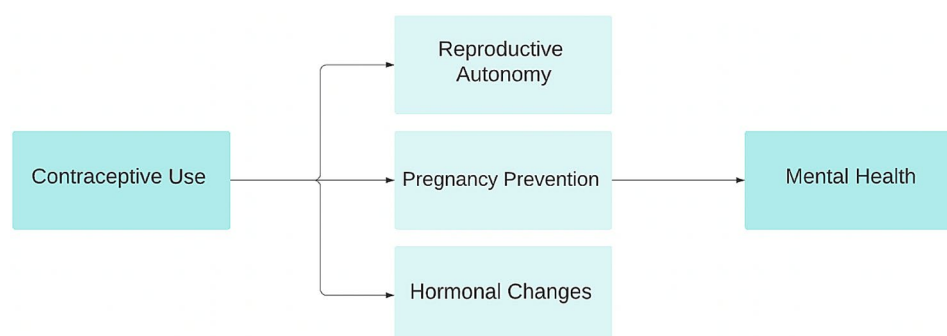 Reproductive
Autonomy
Contraceptive Use
Pregnancy Prevention
Mental Health
Hormonal Changes